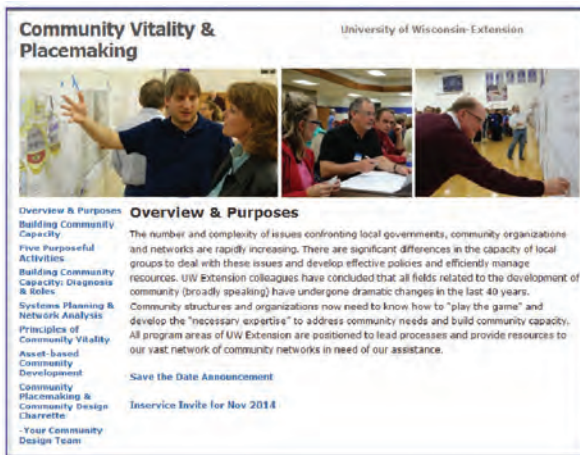 Community Vitality &
Placemaking
University of Wisconsin-Extension
Overview & Purposes
Building Community
Capacity
Five Purposeful
Activities
Building Community
Capacity: Diagnosis
& Roles
Systems Planning &
Network Analysis
Principles of
Community Vitality
Asset-based
Community
Development
Community
Placemaking &
Community Design
Charrette
-Your Community
Design Team
Overview & Purposes
The number and complexity of issues confronting local governments, community organizations
and networks are rapidly increasing. There are significant differences in the capacity of local
groups to deal with these issues and develop effective policies and efficiently manage
resources. UW Extension colleagues have concluded that all fields related to the development of
community (broadly speaking) have undergone dramatic changes in the last 40 years.
Community structures and organizations now need to know how to "play the game" and
develop the "necessary expertise" to address community needs and build community capacity.
All program areas of UW Extension are positioned to lead processes and provide resources to
our vast network of community networks in need of our assistance.
Save the Date Announcement
Inservice Invite for Nov 2014